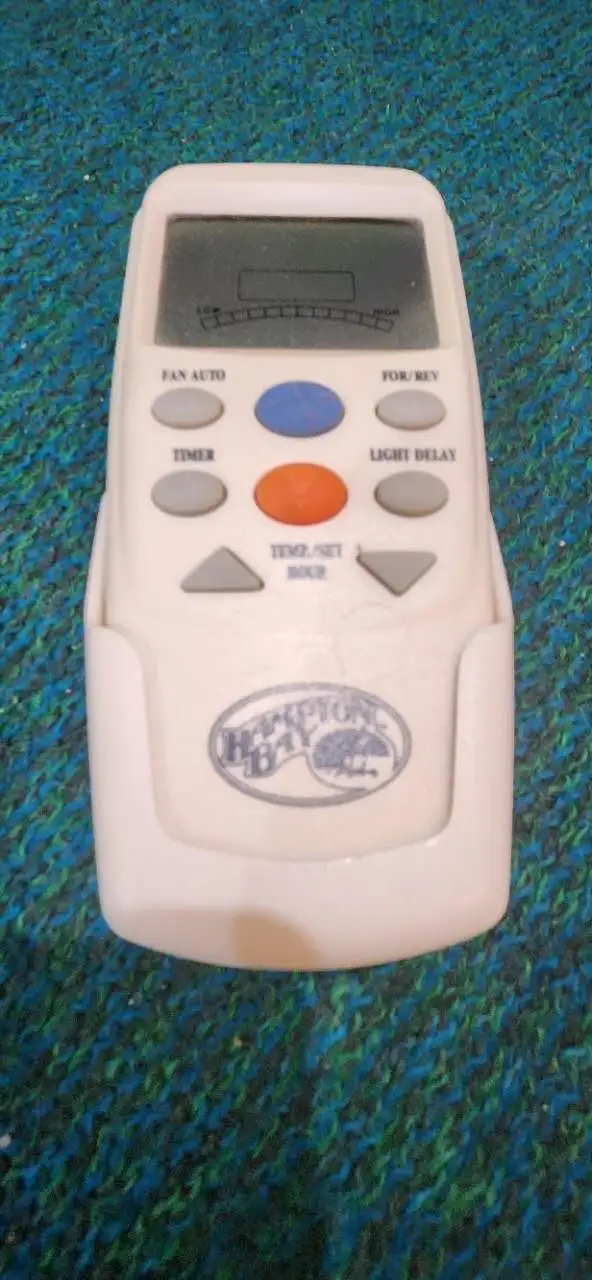 LOW HIGH
FAN AUTO FOR/REV
TIMER LIGHT DELAY
TEMP./SET
HOUR
HAMPTON
BAY